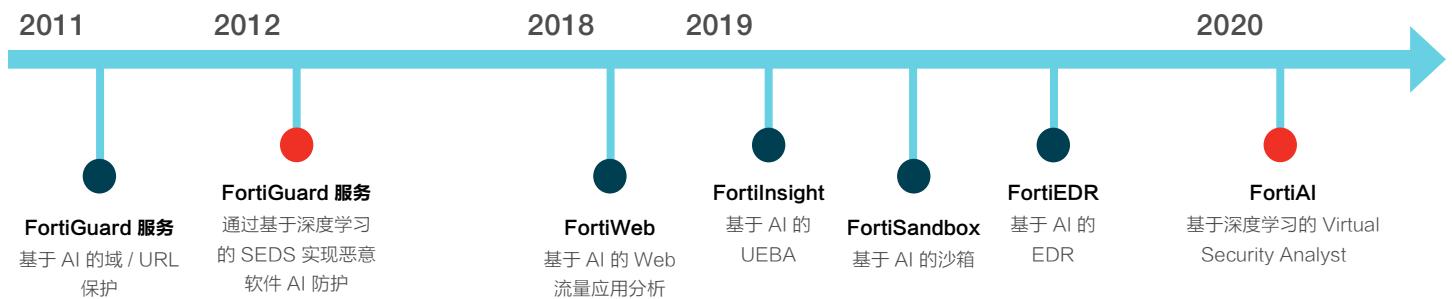 2011
2012
2018
2019
2020
FortiGuard 服务
基于 AI 的域 / URL
保护
FortiGuard 服务
通过基于深度学习
的 SEDS 实现恶意
软件 AI 防护
FortiWeb
基于 AI 的 Web
流量应用分析
FortiInsight
基于 AI 的
UEBA
FortiSandbox
基于 AI 的沙箱
FortiEDR
基于 AI 的
EDR
FortiAI
基于深度学习的 Virtual
Security Analyst